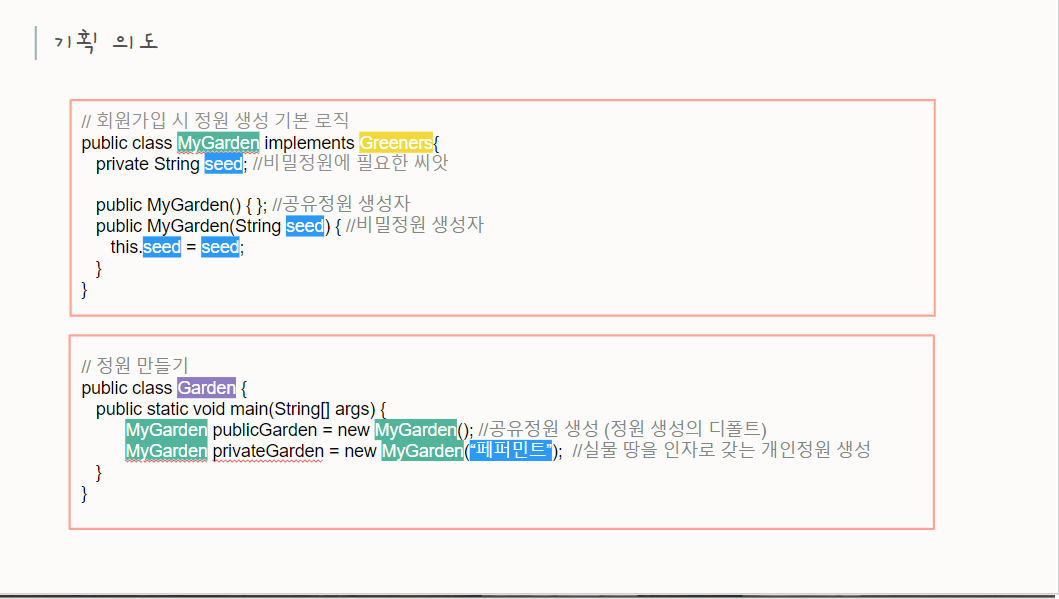 기획 의도
// 회원가입 시 정원 생성 기본 로직
public class MyGarden implements Greeners{
private String seed; //비밀정원에 필요한 씨앗
public MyGarden() { }; //공유정원 생성자
public MyGarden(String seed) { //비밀정원 생성자
this.seed = seed;
}
}
// 정원 만들기
public class Garden {
public static void main(String[] args) {
MyGarden publicGarden = new MyGarden(); //공유정원 생성 (정원 생성의 디폴트)
MyGarden privateGarden = new MyGarden(“페퍼민트”); //실물 땅을 인자로 갖는 개인정원 생성
}
}